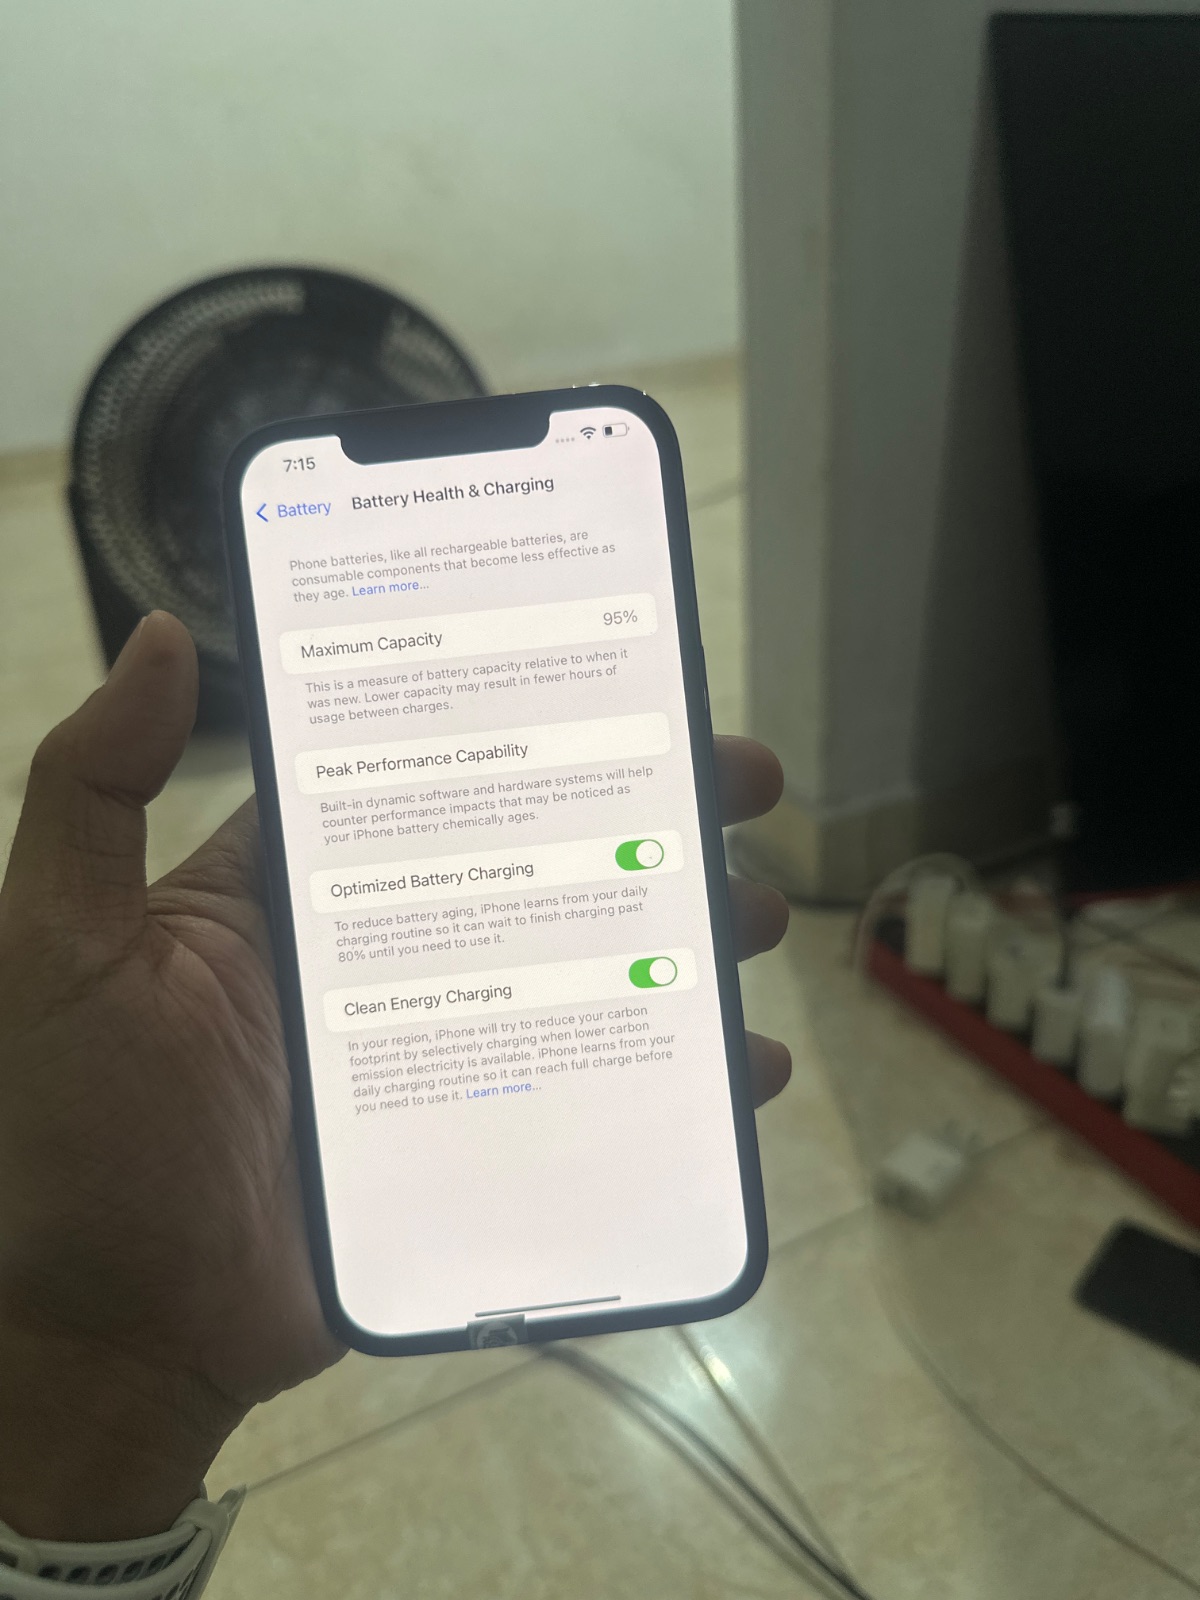 7:15
Battery
Battery Health & Charging
Phone batteries, like all rechargeable batteries, are
consumable components that become less effective as
they age. Learn more...
Maximum Capacity 95%
This is a measure of battery capacity relative to when it
was new. Lower capacity may result in fewer hours of
usage between charges.
Peak Performance Capability
Built-in dynamic software and hardware systems will help
counter performance impacts that may be noticed as
your iPhone battery chemically ages.
Optimized Battery Charging
To reduce battery aging, iPhone learns from your daily
charging routine so it can wait to finish charging past
80% until you need to use it.
Clean Energy Charging
In your region, iPhone will try to reduce your carbon
footprint by selectively charging when lower carbon
emission electricity is available. iPhone learns from your
daily charging routine so it can reach full charge before
you need to use it. Learn more...